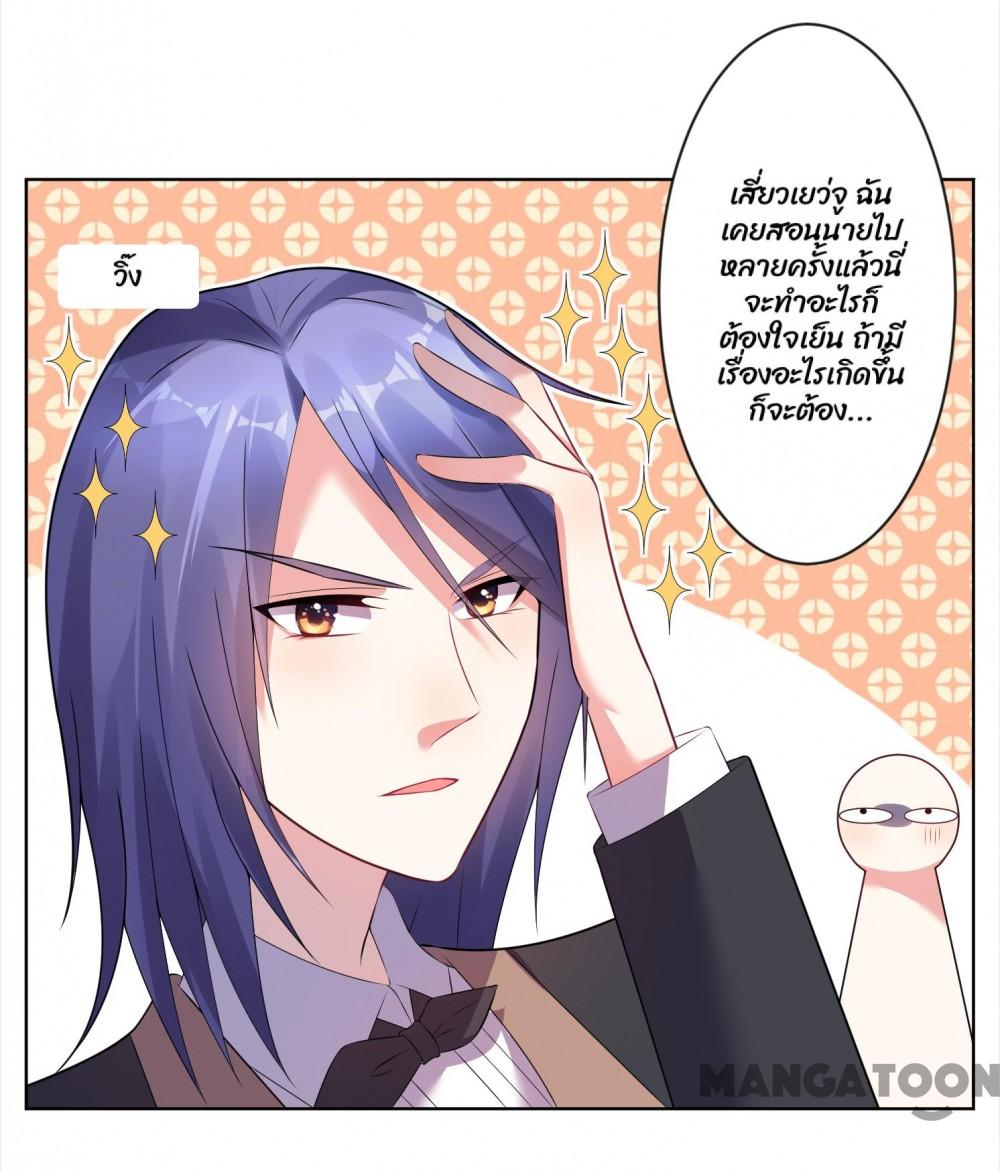 เสี่ยวเยว่จู ฉัน
เคยสอนนายไป
หลายครั้งแล้วนี่
จะทำอะไรก็
ต้องใจเย็น ถ้ามี
เรื่องอะไรเกิดขึ้น
ก็จะต้อง...
วิ๊ง
MANGATOON